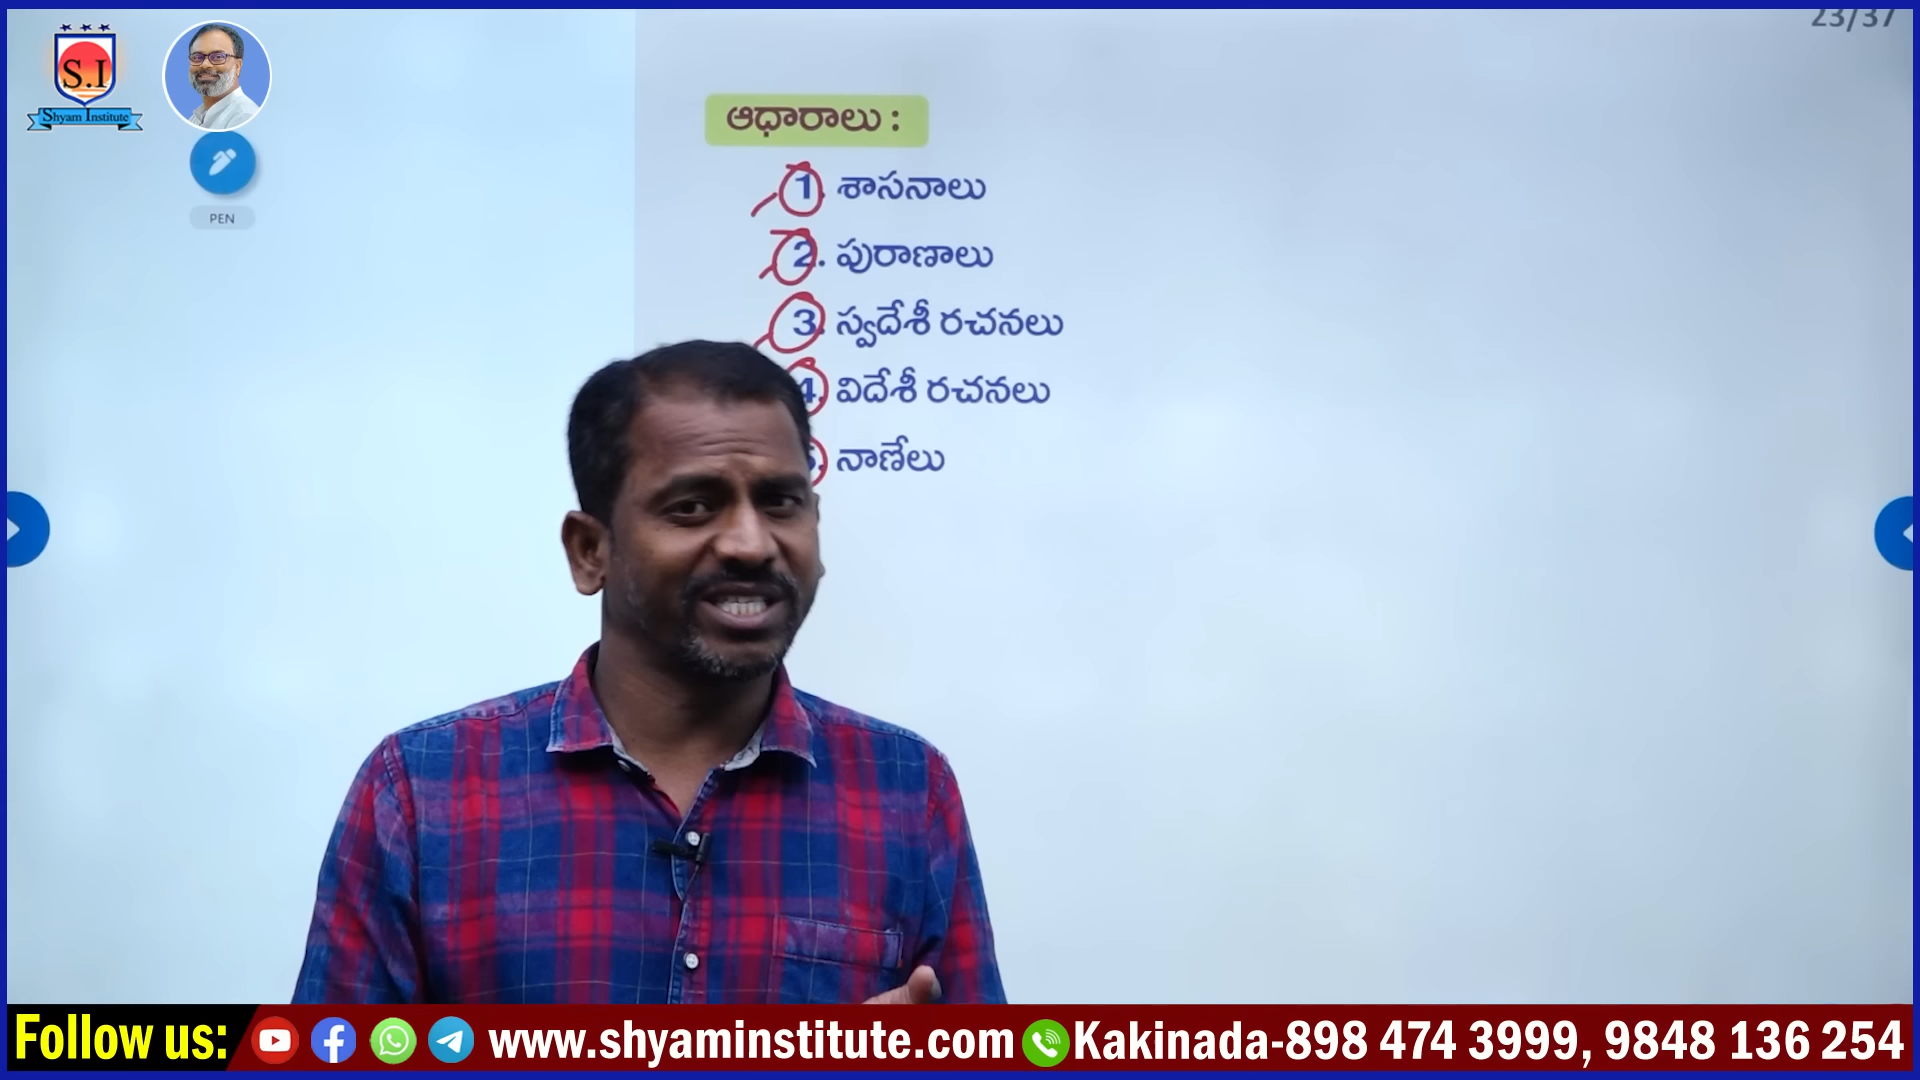 23/37
S.I
Shyam Institute
PEN
ఆధారాలు :
1. శాసనాలు
2. పురాణాలు
3. స్వదేశీ రచనలు
4. విదేశీ రచనలు
5. నాణేలు
Follow us: www.shyaminstitute.com Kakinada-898 474 3999, 9848 136 254